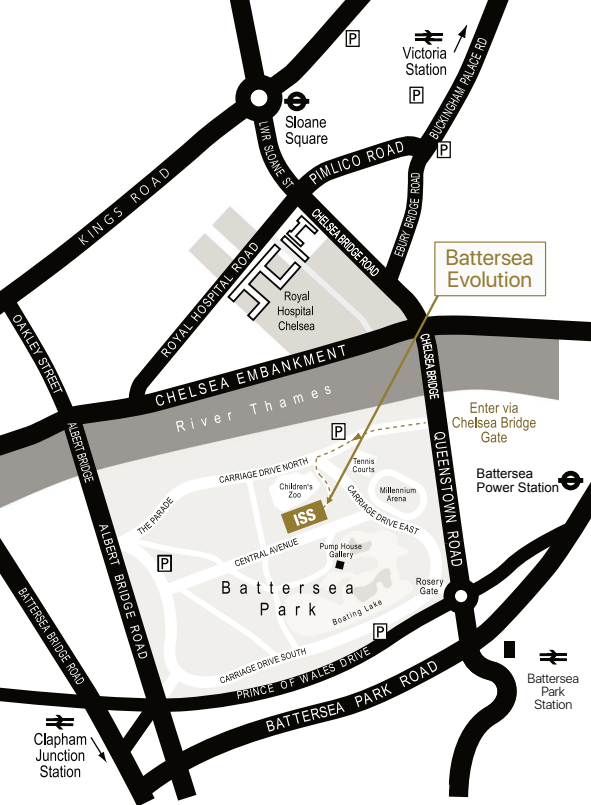 P
Victoria
Station
BUCKINGHAM PALACE RD
P
Sloane
Square
LWR SLOANE ST
PIMLICO ROAD
P
KINGS ROAD
EBURY BRIDGE ROAD
CHELSEA BRIDGE ROAD
ROYAL HOSPITAL ROAD
Battersea
Evolution
Royal
Hospital
Chelsea
OAKLEY STREET
CHELSEA EMBANKMENT
CHELSEA BRIDGE
River Thames
Enter via
Chelsea Bridge
Gate
ALBERT BRIDGE
P
QUEENSTOWN ROAD
CARRIAGE DRIVE NORTH
Tennis
Courts
Battersea
Power Station
Children's
Zoo
Millennium
Arena
THE PARADE
ISS
CARRIAGE DRIVE EAST
ALBERT BRIDGE ROAD
CENTRAL AVENUE
Pump House
Gallery
P
Battersea
Park
Rosery
Gate
Boating Lake
BATTERSEA BRIDGE ROAD
P
CARRIAGE DRIVE SOUTH
PRINCE OF WALES DRIVE
BATTERSEA PARK ROAD
Battersea
Park
Station
Clapham
Junction
Station